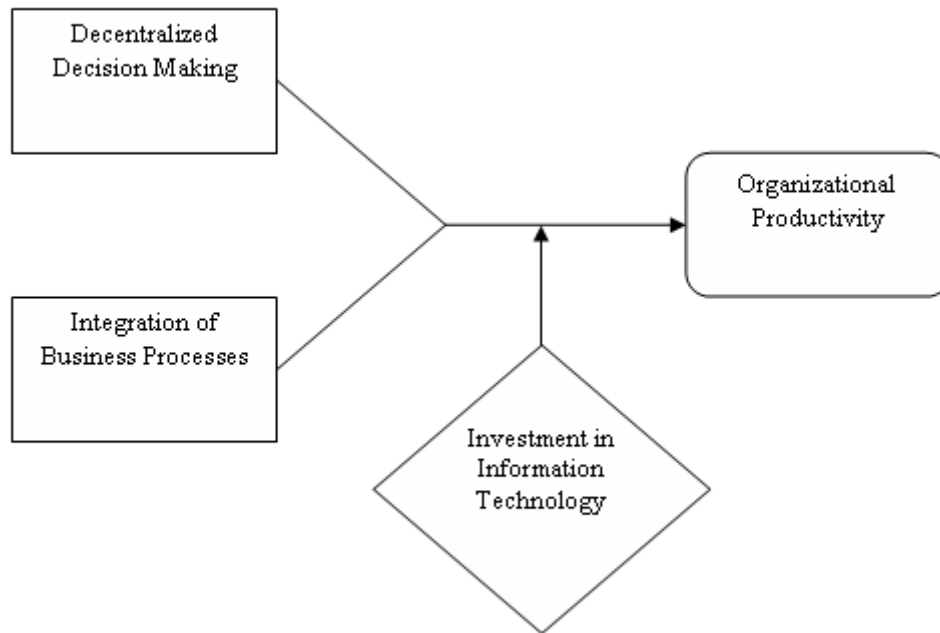 Decentralized
Decision Making
Organizational
Productivity
Integration of
Business Processes
Investment in
Information
Technology